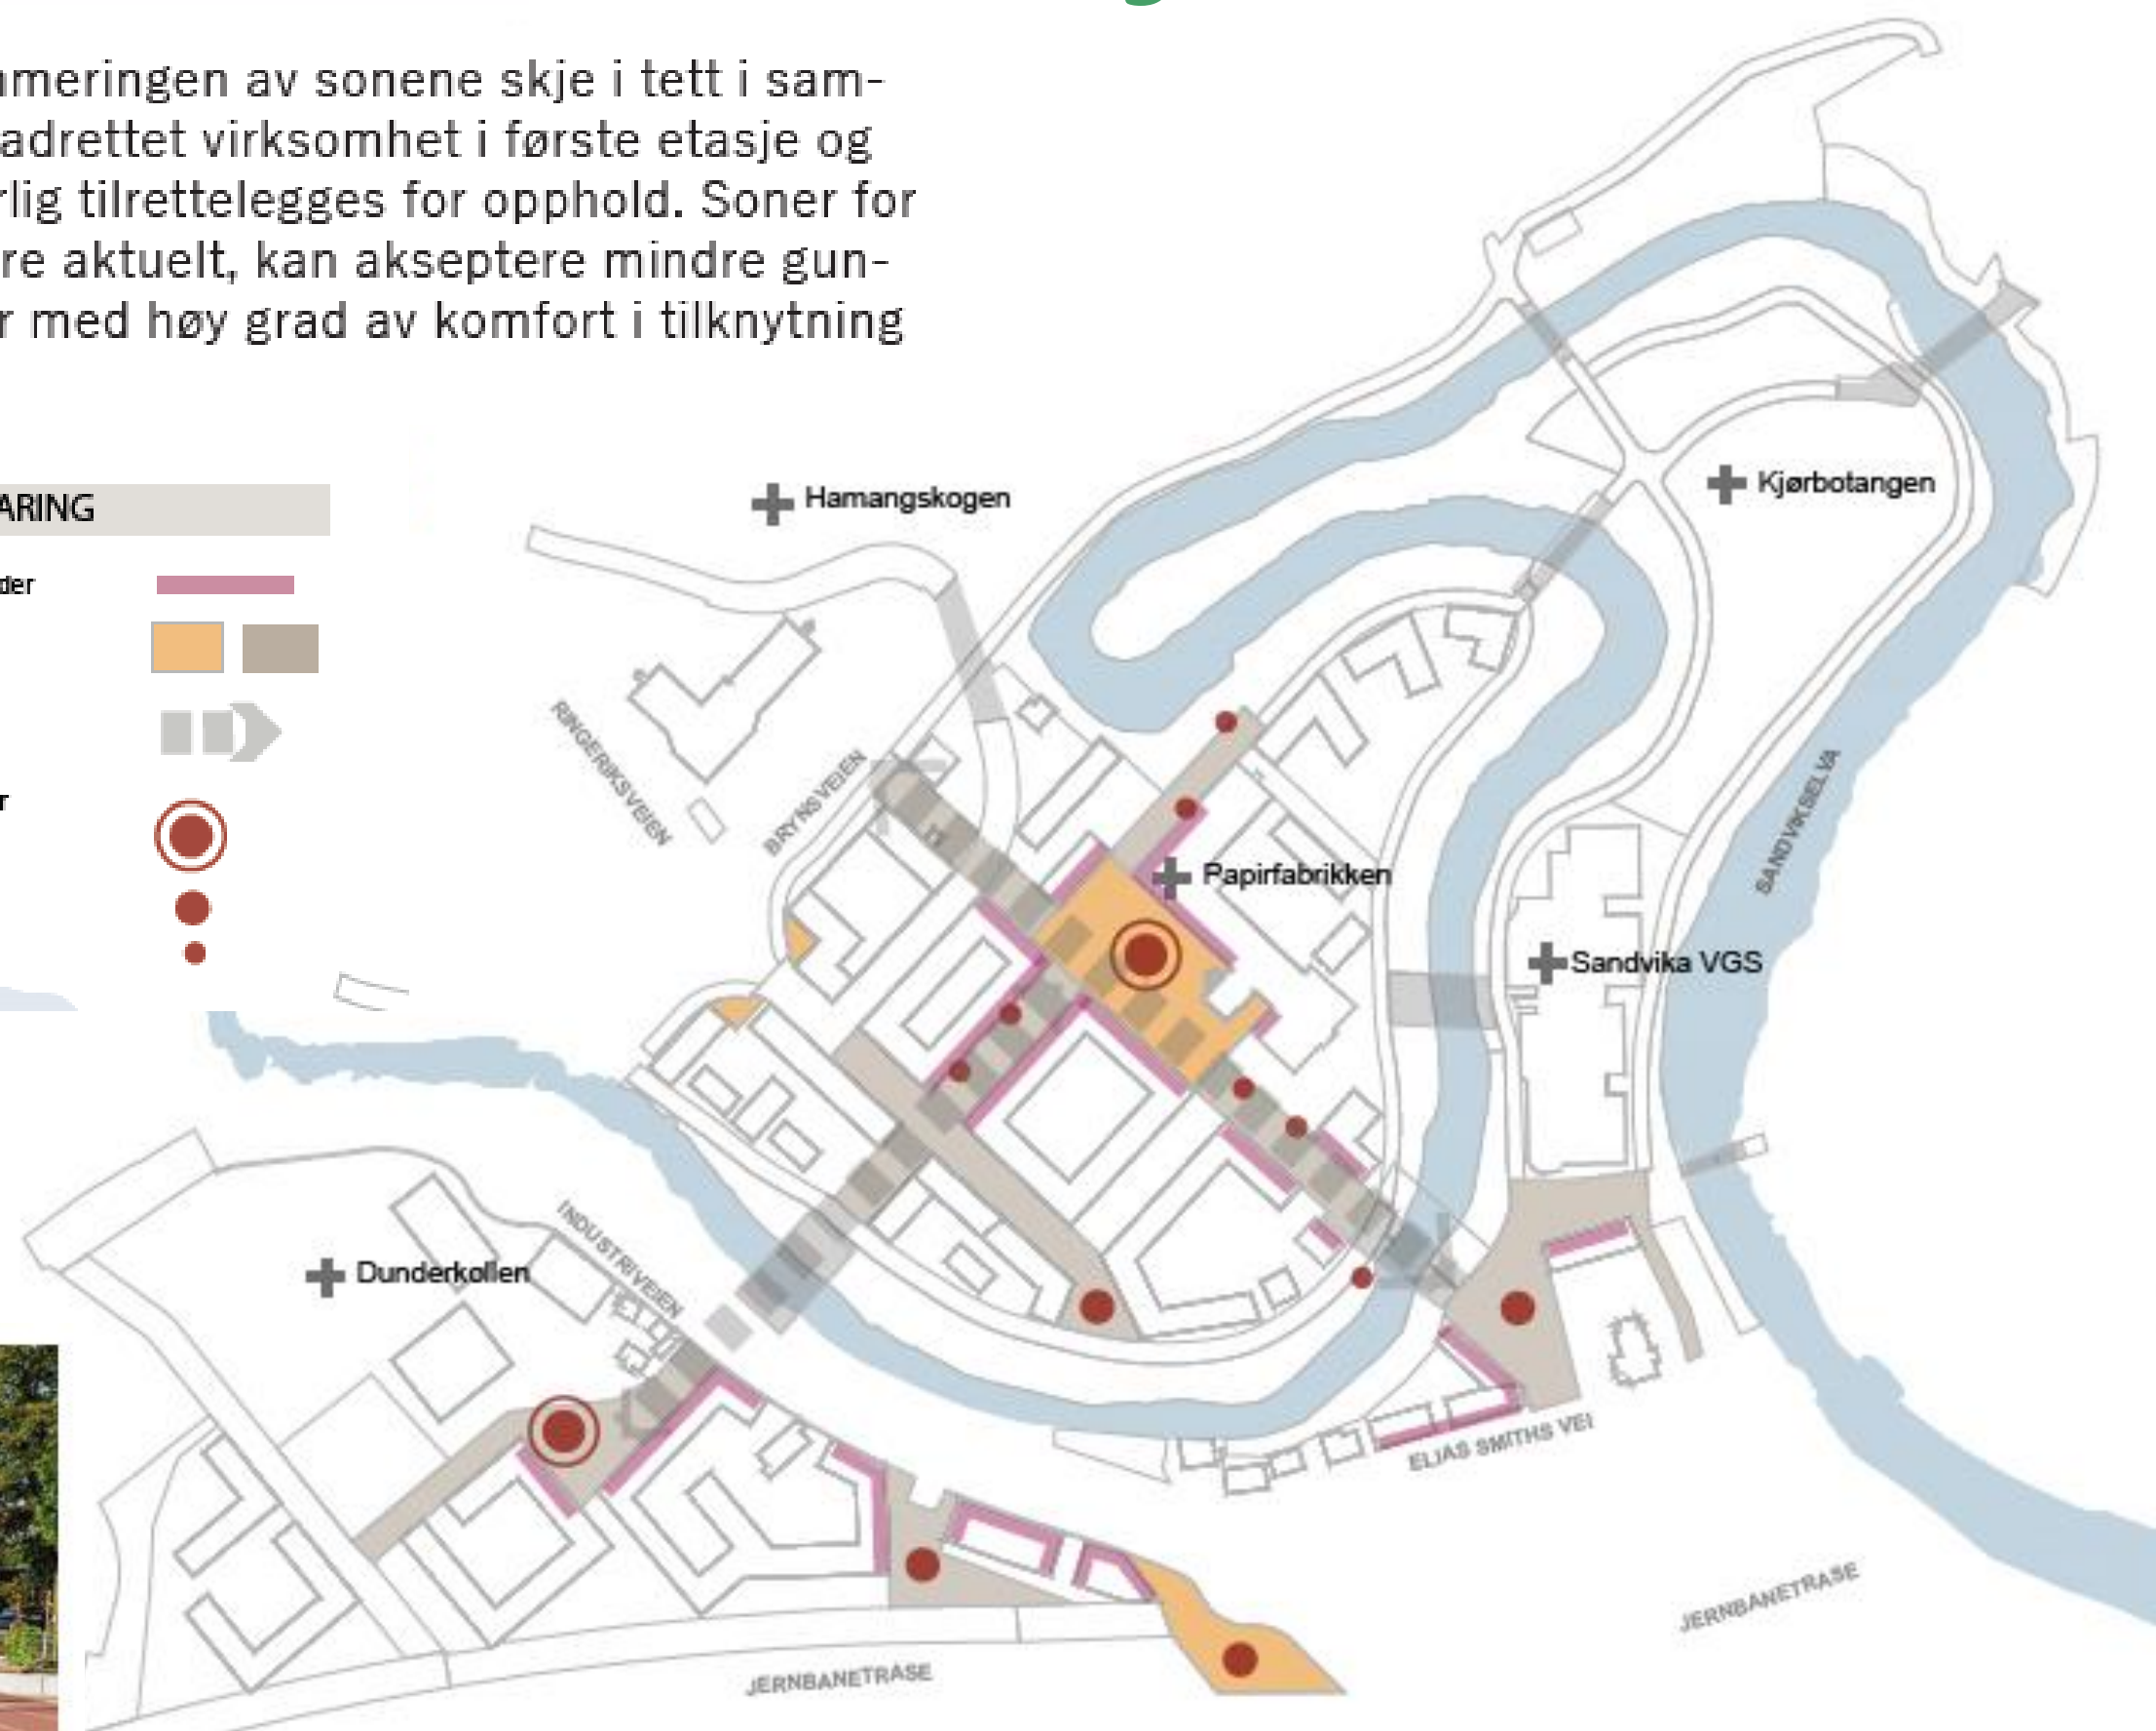 mmeringen av sonene skje i tett i sam-
adrettet virksomhet i første etasje og
rlig tilrettelegges for opphold. Soner for
re aktuelt, kan akseptere mindre gun-
r med høy grad av komfort i tilknytning
ARING
der
r
Hamangskogen
Kjørbotangen
RINGERIKSVEIEN
BRYNSVEIEN
SANDVIKSELVA
Papirfabrikken
Sandvika VGS
INDUSTRIVEIEN
Dunderkollen
ELIAS SMITHS VEI
JERNBANETRASE
JERNBANETRASE